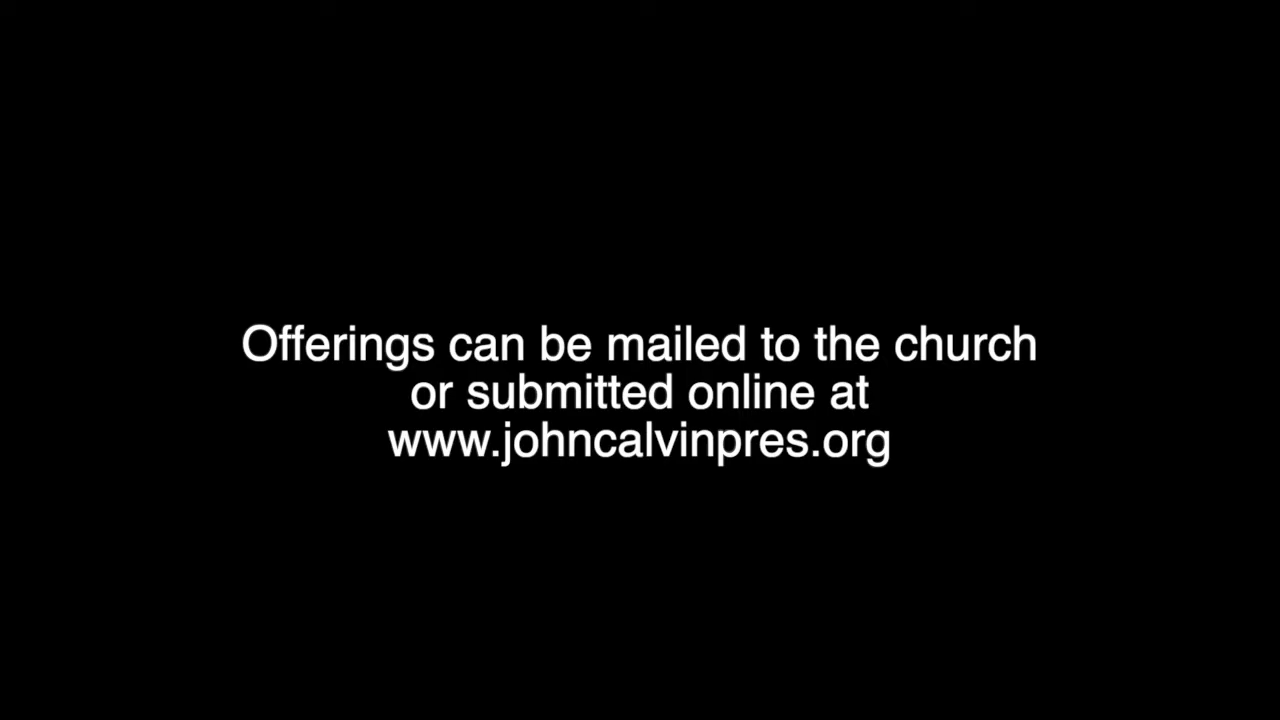 Offerings can be mailed to the church
or submitted online at
www.johncalvinpres.org